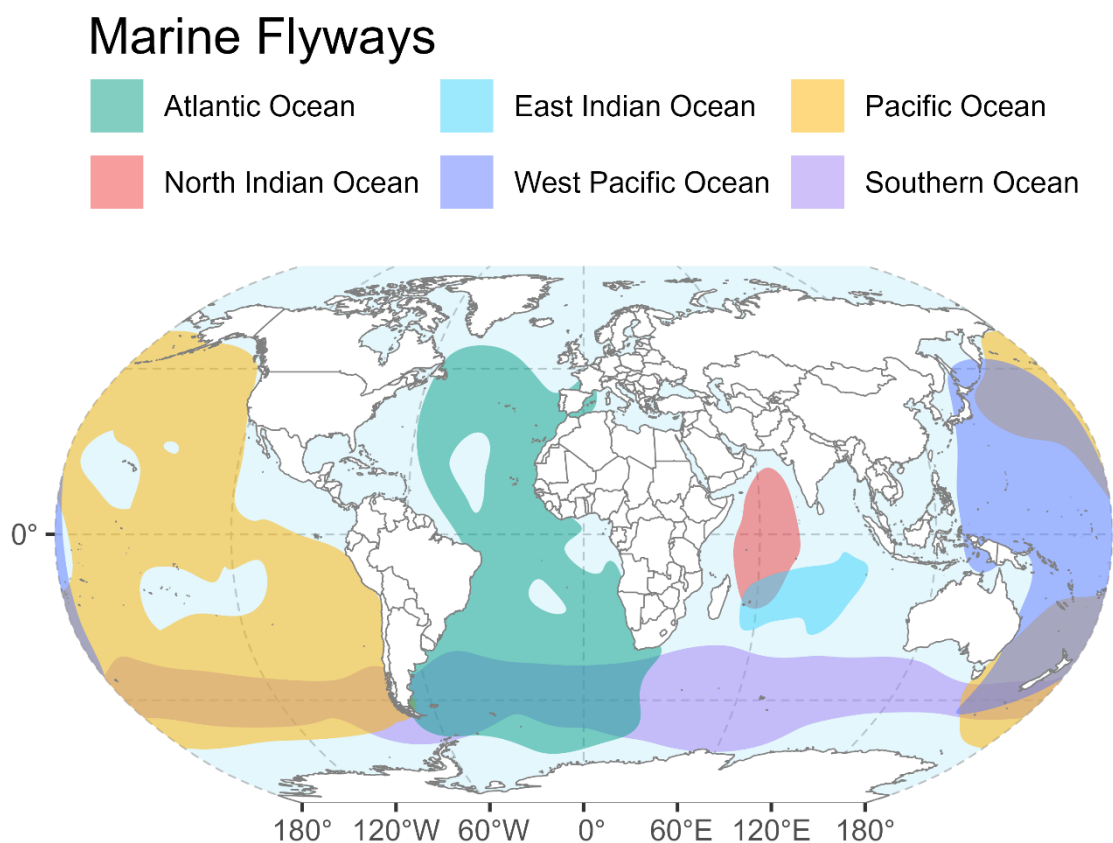 Marine Flyways
Atlantic Ocean East Indian Ocean Pacific Ocean
North Indian Ocean West Pacific Ocean Southern Ocean
0°
180° 120°W 60°W 0° 60°E 120°E 180°